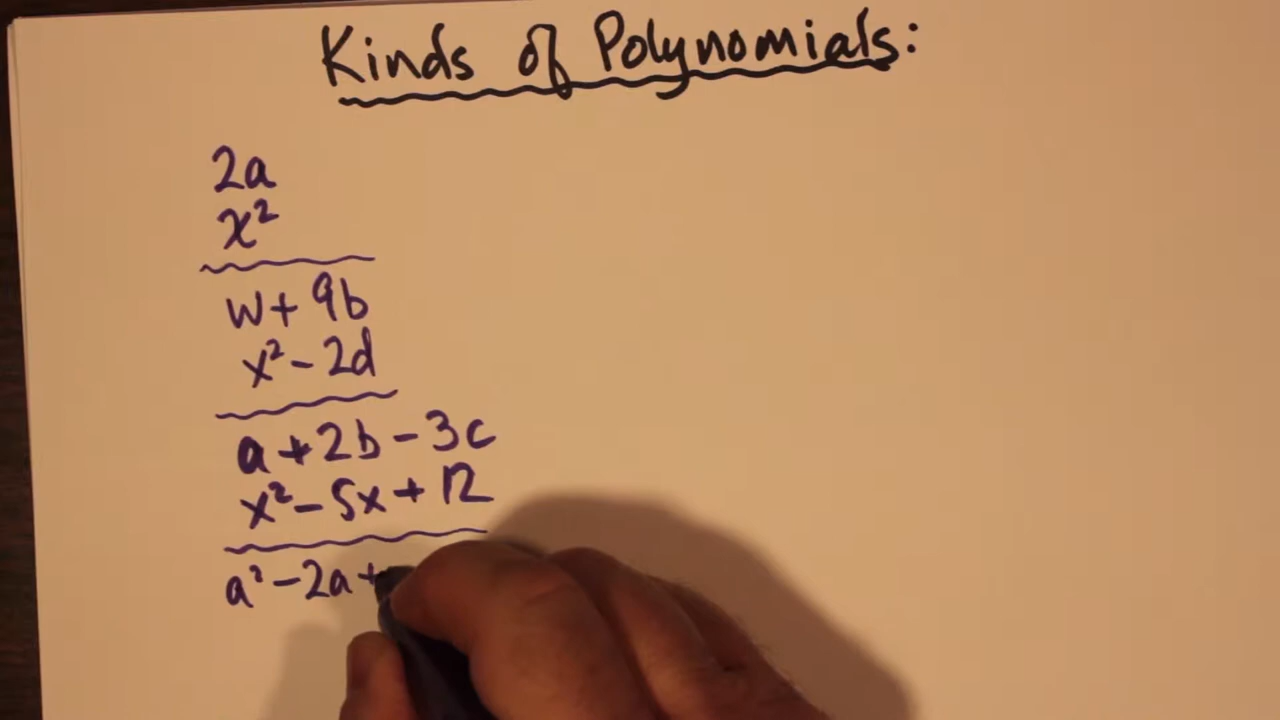 Kinds of Polynomials:
2a
x²
w + 9b
x² - 2d
a + 2b - 3c
x² - 5x + 12
a² - 2a +